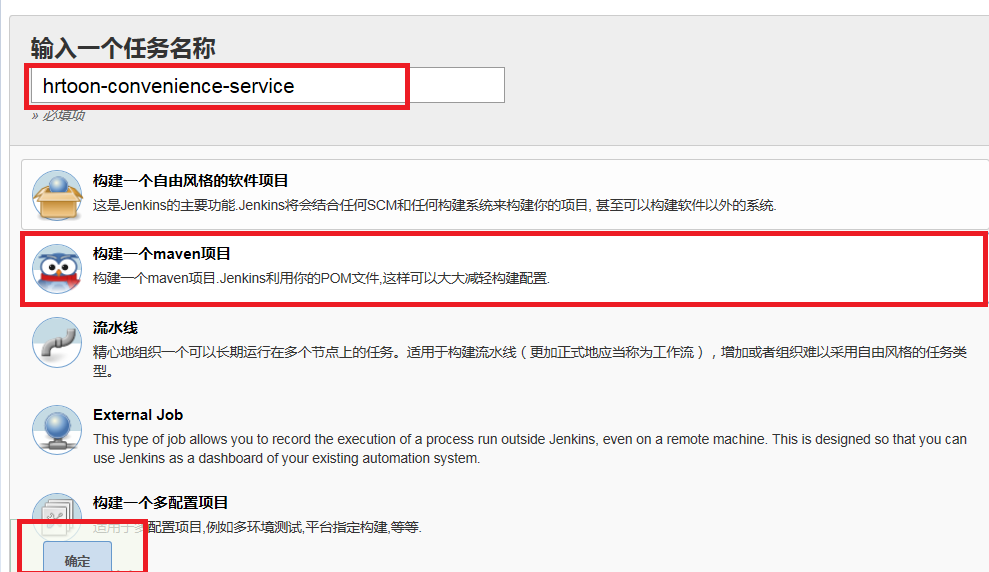 输入一个任务名称
hrtoon-convenience-service
» 必填项
构建一个自由风格的软件项目
这是Jenkins的主要功能.Jenkins将会结合任何SCM和任何构建系统来构建你的项目, 甚至可以构建软件以外的系统.
构建一个maven项目
构建一个maven项目.Jenkins利用你的POM文件,这样可以大大减轻构建配置.
流水线
精心地组织一个可以长期运行在多个节点上的任务。适用于构建流水线（更加正式地应当称为工作流），增加或者组织难以采用自由风格的任务类
型。
External Job
This type of job allows you to record the execution of a process run outside Jenkins, even on a remote machine. This is designed so that you can
use Jenkins as a dashboard of your existing automation system.
构建一个多配置项目
适用于多配置项目,例如多环境测试,平台指定构建,等等.
确定